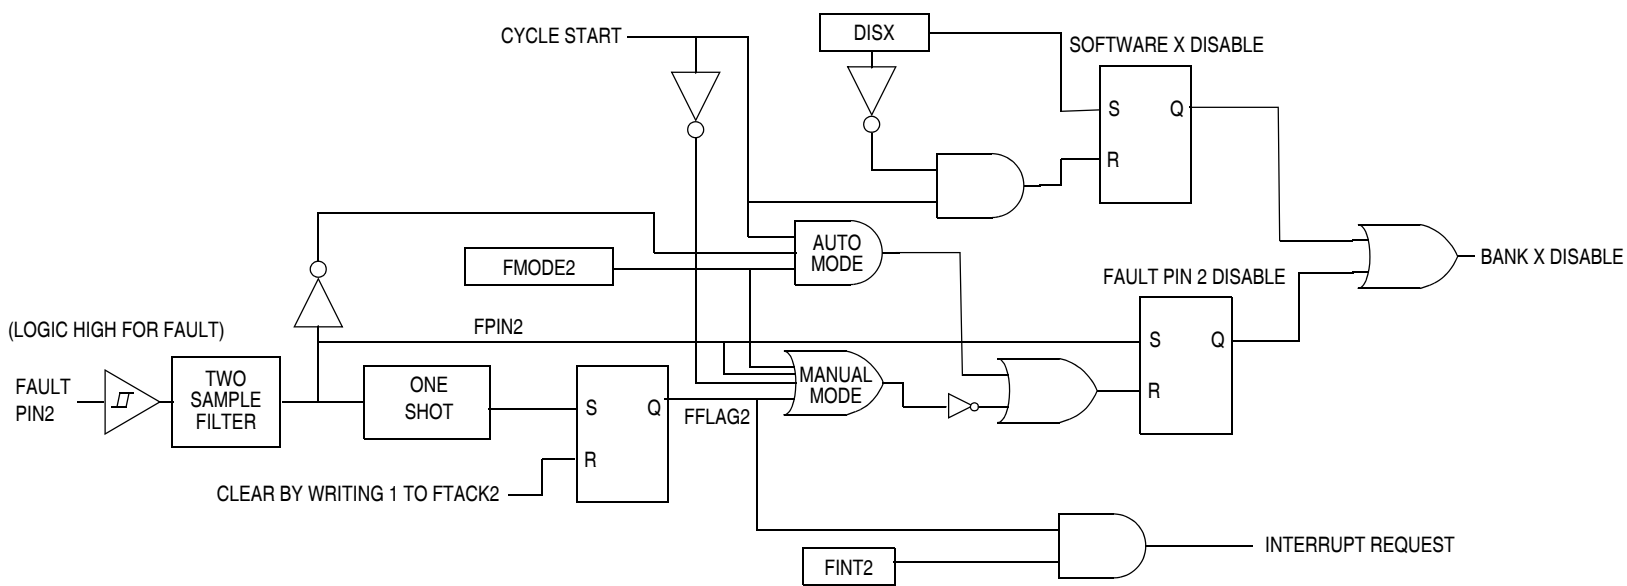 CYCLE START
DISX
SOFTWARE X DISABLE
S
Q
R
AUTO
MODE
FMODE2
BANK X DISABLE
FAULT PIN 2 DISABLE
(LOGIC HIGH FOR FAULT)
FPIN2
S
Q
R
FAULT
PIN2
TWO
SAMPLE
FILTER
ONE
SHOT
S
Q
R
FFLAG2
MANUAL
MODE
CLEAR BY WRITING 1 TO FTACK2
FINT2
INTERRUPT REQUEST